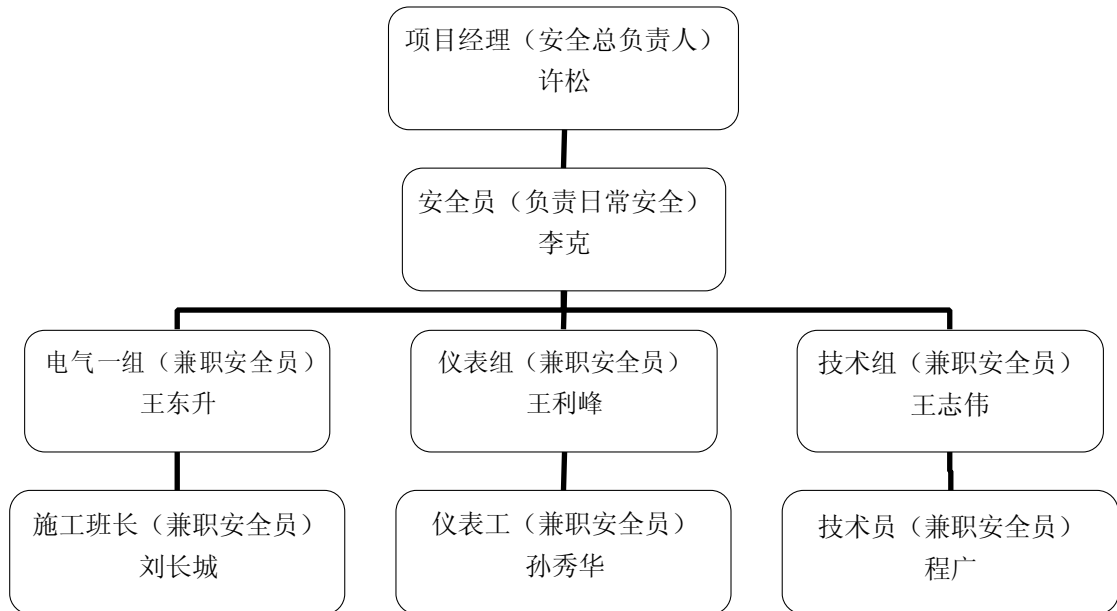 项目经理（安全总负责人）
许松
安全员（负责日常安全）
李克
电气一组（兼职安全员）
王东升
仪表组（兼职安全员）
王利峰
技术组（兼职安全员）
王志伟
施工班长（兼职安全员）
刘长城
仪表工（兼职安全员）
孙秀华
技术员（兼职安全员）
程广